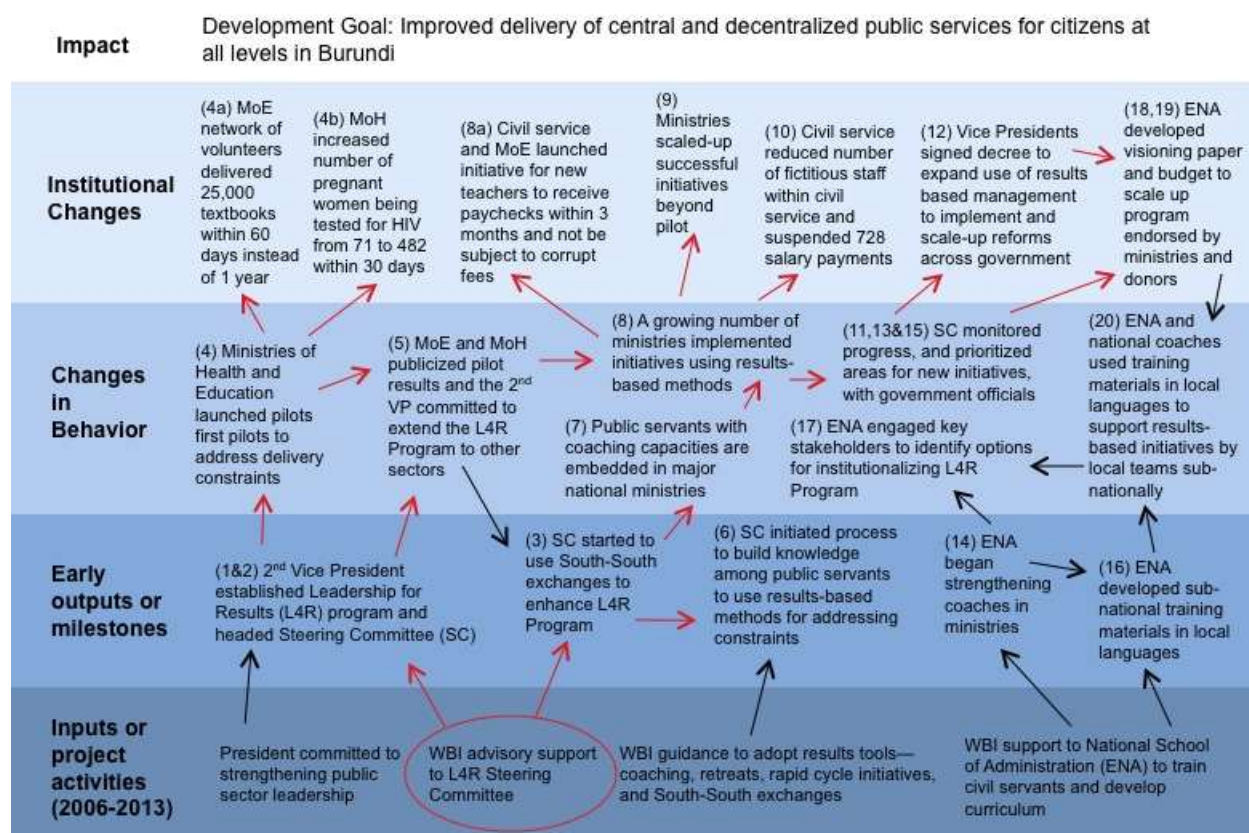 Impact
Development Goal: Improved delivery of central and decentralized public services for citizens at
all levels in Burundi
Institutional
Changes
(4a) MoE
network of
volunteers
delivered
25,000
textbooks
within 60
days instead
of 1 year
(4b) MoH
increased
number of
pregnant
women being
tested for HIV
from 71 to 482
within 30 days
(8a) Civil service
and MoE launched
initiative for new
teachers to receive
paychecks within 3
months and not be
subject to corrupt
fees
(9)
Ministries
scaled-up
successful
initiatives
beyond
pilot
(10) Civil service
reduced number
of fictitious staff
within civil
service and
suspended 728
salary payments
(12) Vice Presidents
signed decree to
expand use of results
based management
to implement and
scale-up reforms
across government
(18,19) ENA
developed
visioning paper
and budget to
scale up
program
endorsed by
ministries and
donors
Changes
in
Behavior
(4) Ministries of
Health and
Education
launched pilots
first pilots to
address delivery
constraints
(5) MoE and MoH
publicized pilot
results and the 2nd
VP committed to
extend the L4R
Program to other
sectors
(8) A growing number of
ministries implemented
initiatives using results-
based methods
(7) Public servants with
coaching capacities are
embedded in major
national ministries
(11,13&15) SC monitored
progress, and prioritized
areas for new initiatives,
with government officials
(17) ENA engaged key
stakeholders to identify options
for institutionalizing L4R
Program
(20) ENA and
national coaches
used training
materials in local
languages to
support results-
based initiatives by
local teams sub-
nationally
Early
outputs or
milestones
(1&2) 2nd Vice President
established Leadership for
Results (L4R) program and
headed Steering Committee (SC)
(3) SC started to
use South-South
exchanges to
enhance L4R
Program
(6) SC initiated process
to build knowledge
among public servants
to use results-based
methods for addressing
constraints
(14) ENA
began
strengthening
coaches in
ministries
(16) ENA
developed sub-
national training
materials in local
languages
Inputs or
project
activities
(2006-2013)
President committed to
strengthening public
sector leadership
WBI advisory support
to L4R Steering
Committee
WBI guidance to adopt results tools—
coaching, retreats, rapid cycle initiatives,
and South-South exchanges
WBI support to National School
of Administration (ENA) to train
civil servants and develop
curriculum